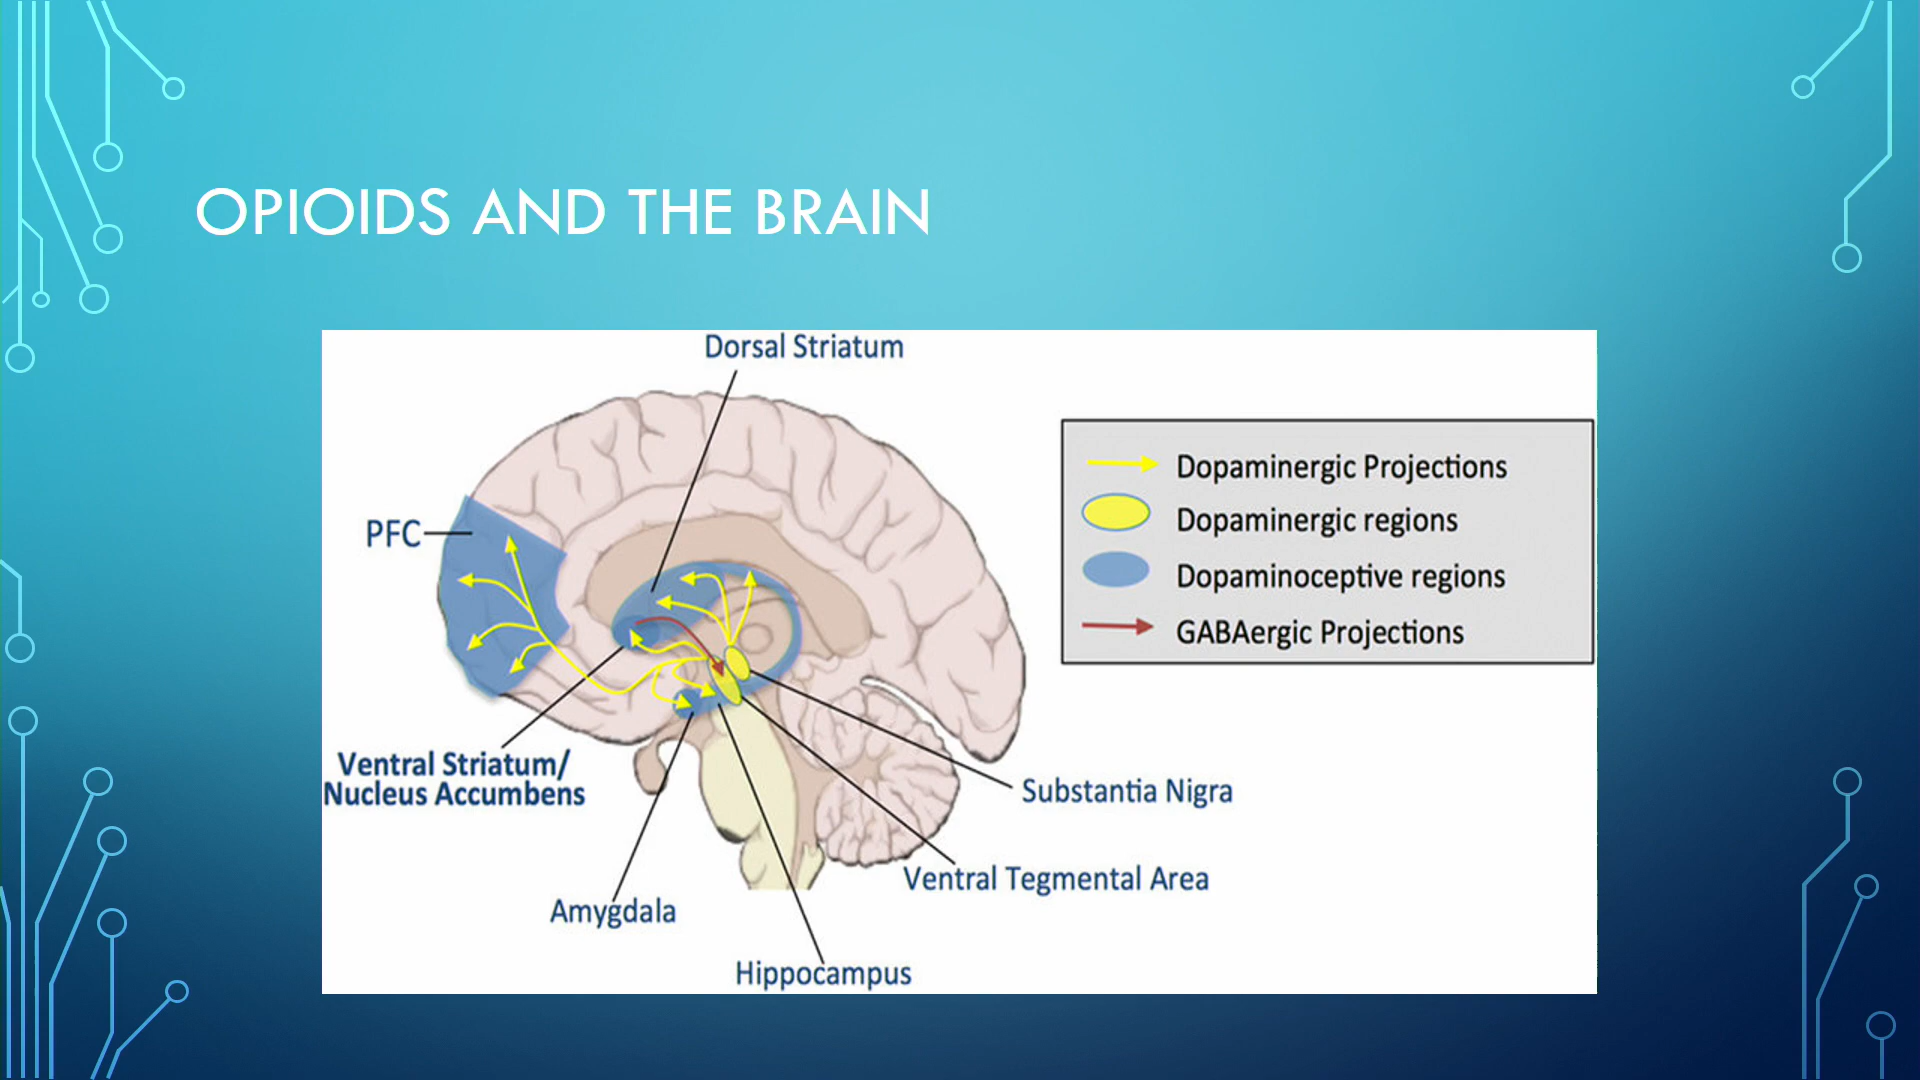 OPIOIDS AND THE BRAIN
Dorsal Striatum
PFC
Dopaminergic Projections
Dopaminergic regions
Dopaminoceptive regions
GABAergic Projections
Ventral Striatum/
Nucleus Accumbens
Substantia Nigra
Ventral Tegmental Area
Amygdala
Hippocampus